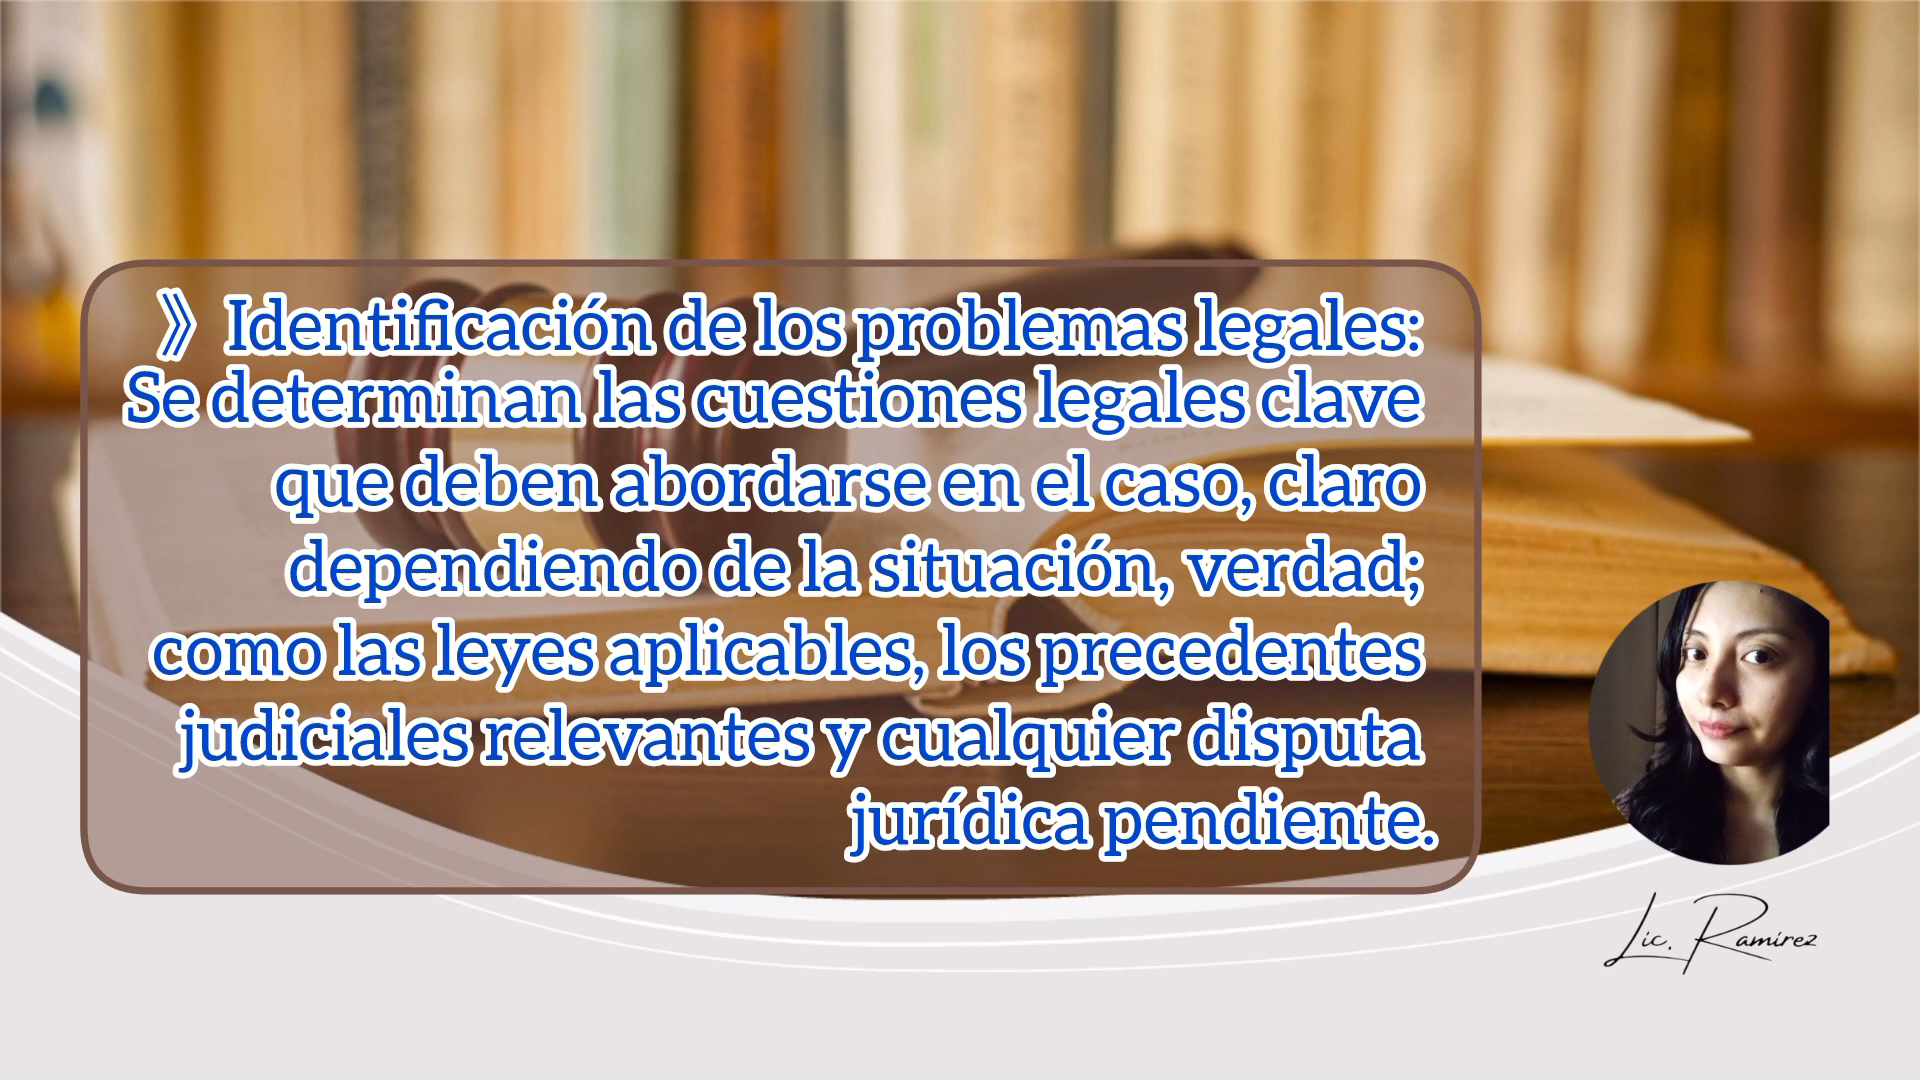 》 Identificación de los problemas legales:
Se determinan las cuestiones legales clave
que deben abordarse en el caso, claro
dependiendo de la situación, verdad;
como las leyes aplicables, los precedentes
judiciales relevantes y cualquier disputa
jurídica pendiente.
Lic. Ramirez